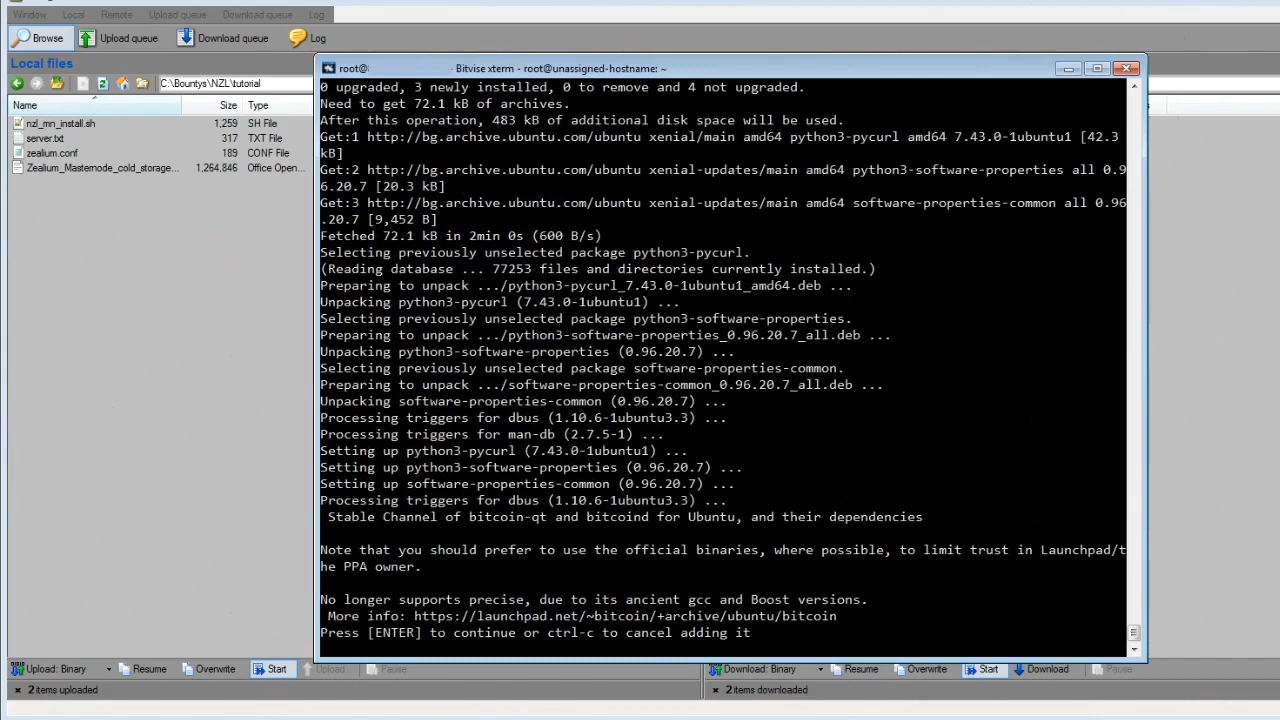 Window Local Remote Upload queue Download queue Log
Browse Upload queue Download queue Log
Local files
C:\Bountys\NZL\tutorial
Name Size Type
nzl_mn_install.sh 1,259 SH File
server.txt 317 TXT File
zealium.conf 189 CONF File
Zealium_Masternode_cold_storage... 1,264,846 Office Open...
root@ Bitvise xterm - root@unassigned-hostname: ~
0 upgraded, 3 newly installed, 0 to remove and 4 not upgraded.
Need to get 72.1 kB of archives.
After this operation, 483 kB of additional disk space will be used.
Get:1 http://bg.archive.ubuntu.com/ubuntu xenial/main amd64 python3-pycurl amd64 7.43.0-1ubuntu1 [42.3
kB]
Get:2 http://bg.archive.ubuntu.com/ubuntu xenial-updates/main amd64 python3-software-properties all 0.9
6.20.7 [20.3 kB]
Get:3 http://bg.archive.ubuntu.com/ubuntu xenial-updates/main amd64 software-properties-common all 0.96
.20.7 [9,452 B]
Fetched 72.1 kB in 2min 0s (600 B/s)
Selecting previously unselected package python3-pycurl.
(Reading database ... 77253 files and directories currently installed.)
Preparing to unpack .../python3-pycurl_7.43.0-1ubuntu1_amd64.deb ...
Unpacking python3-pycurl (7.43.0-1ubuntu1) ...
Selecting previously unselected package python3-software-properties.
Preparing to unpack .../python3-software-properties_0.96.20.7_all.deb ...
Unpacking python3-software-properties (0.96.20.7) ...
Selecting previously unselected package software-properties-common.
Preparing to unpack .../software-properties-common_0.96.20.7_all.deb ...
Unpacking software-properties-common (0.96.20.7) ...
Processing triggers for dbus (1.10.6-1ubuntu3.3) ...
Processing triggers for man-db (2.7.5-1) ...
Setting up python3-pycurl (7.43.0-1ubuntu1) ...
Setting up python3-software-properties (0.96.20.7) ...
Setting up software-properties-common (0.96.20.7) ...
Processing triggers for dbus (1.10.6-1ubuntu3.3) ...
Stable Channel of bitcoin-qt and bitcoind for Ubuntu, and their dependencies
Note that you should prefer to use the official binaries, where possible, to limit trust in Launchpad/t
he PPA owner.
No longer supports precise, due to its ancient gcc and Boost versions.
More info: https://launchpad.net/~bitcoin/+archive/ubuntu/bitcoin
Press [ENTER] to continue or ctrl-c to cancel adding it
Upload: Binary Resume Overwrite Start Upload Pause Download: Binary Resume Overwrite Start Download Pause
2 items uploaded 2 items downloaded